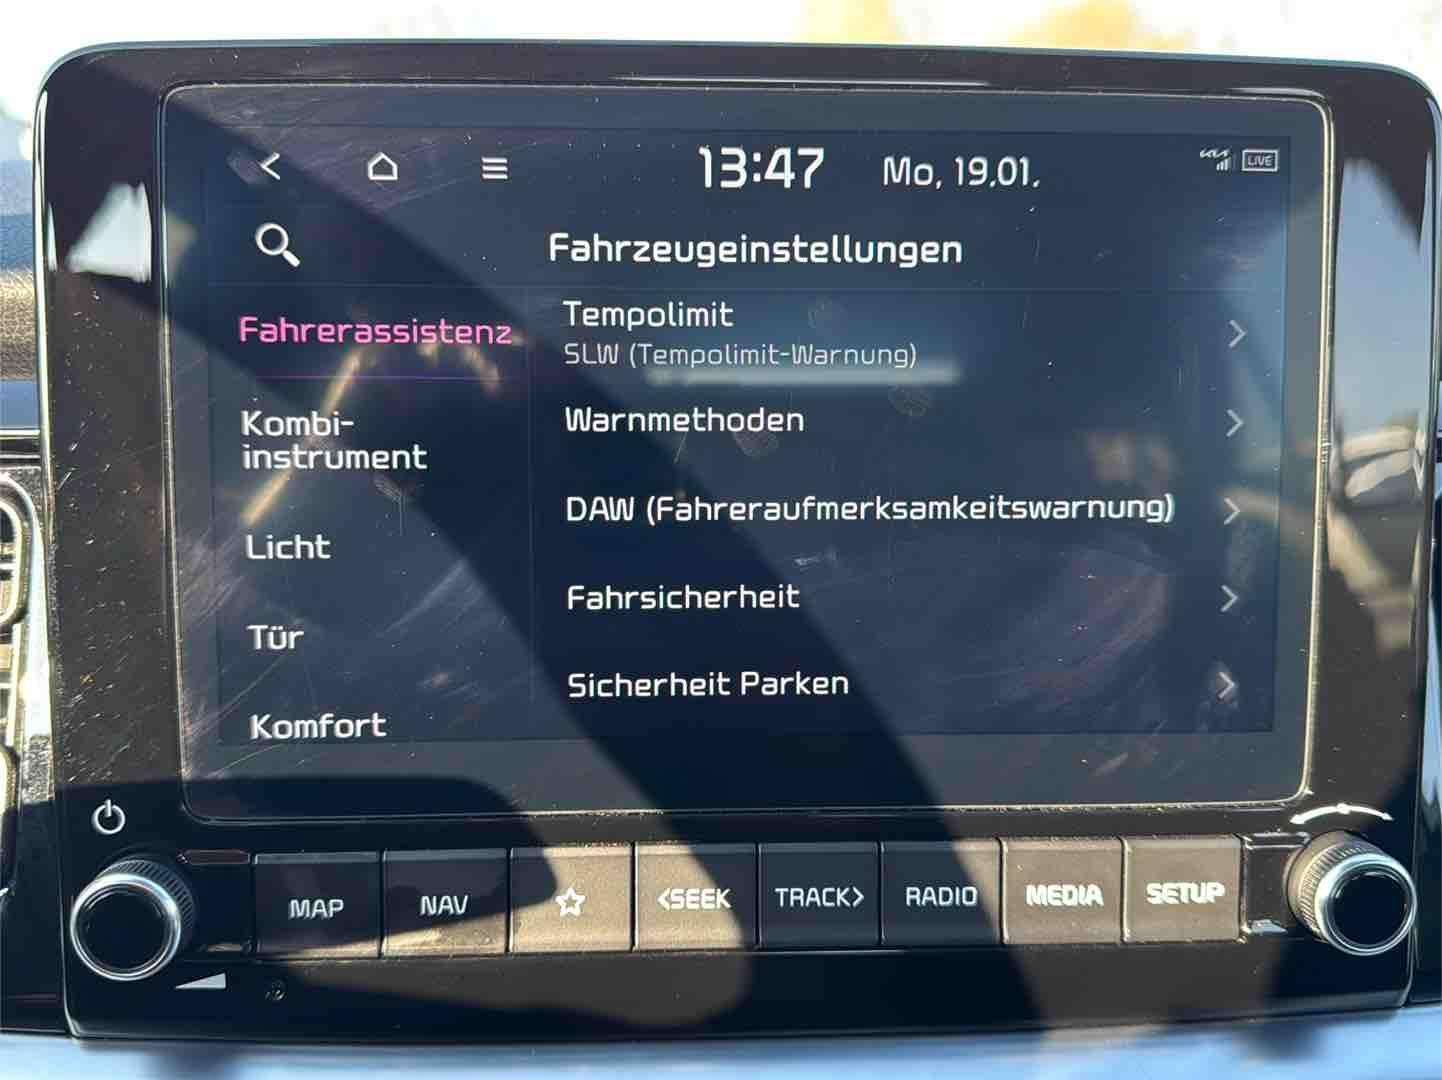 13:47 Mo, 19.01. KIA LIVE
Fahrzeugeinstellungen
Fahrerassistenz
Kombi-
instrument
Licht
Tür
Komfort
Tempolimit
SLW (Tempolimit-Warnung)
Warnmethoden
DAW (Fahreraufmerksamkeitswarnung)
Fahrsicherheit
Sicherheit Parken
MAP NAV <SEEK TRACK> RADIO MEDIA SETUP